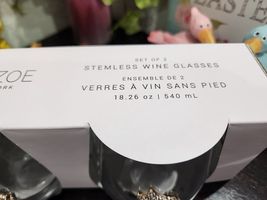 ZOE
ORK
SET OF 2
STEMLESS WINE GLASSES
ENSEMBLE DE 2
VERRES À VIN SANS PIED
18.26 oz | 540 mL